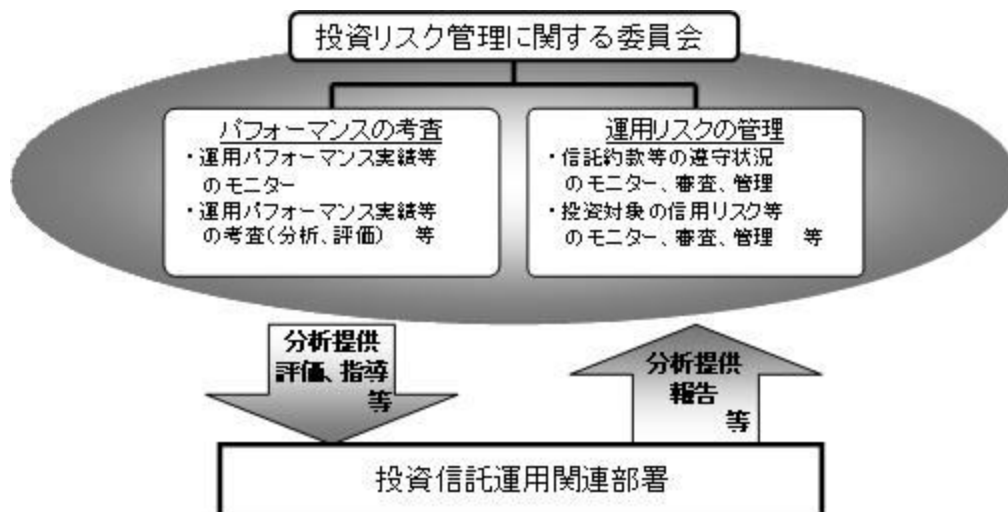 投資リスク管理に関する委員会
パフォーマンスの考査
・運用パフォーマンス実績等
のモニター
・運用パフォーマンス実績等
の考査(分析、評価) 等
運用リスクの管理
・信託約款等の遵守状況
のモニター、審査、管理
・投資対象の信用リスク等
のモニター、審査、管理 等
分析提供
評価、指導
等
分析提供
報告
等
投資信託運用関連部署